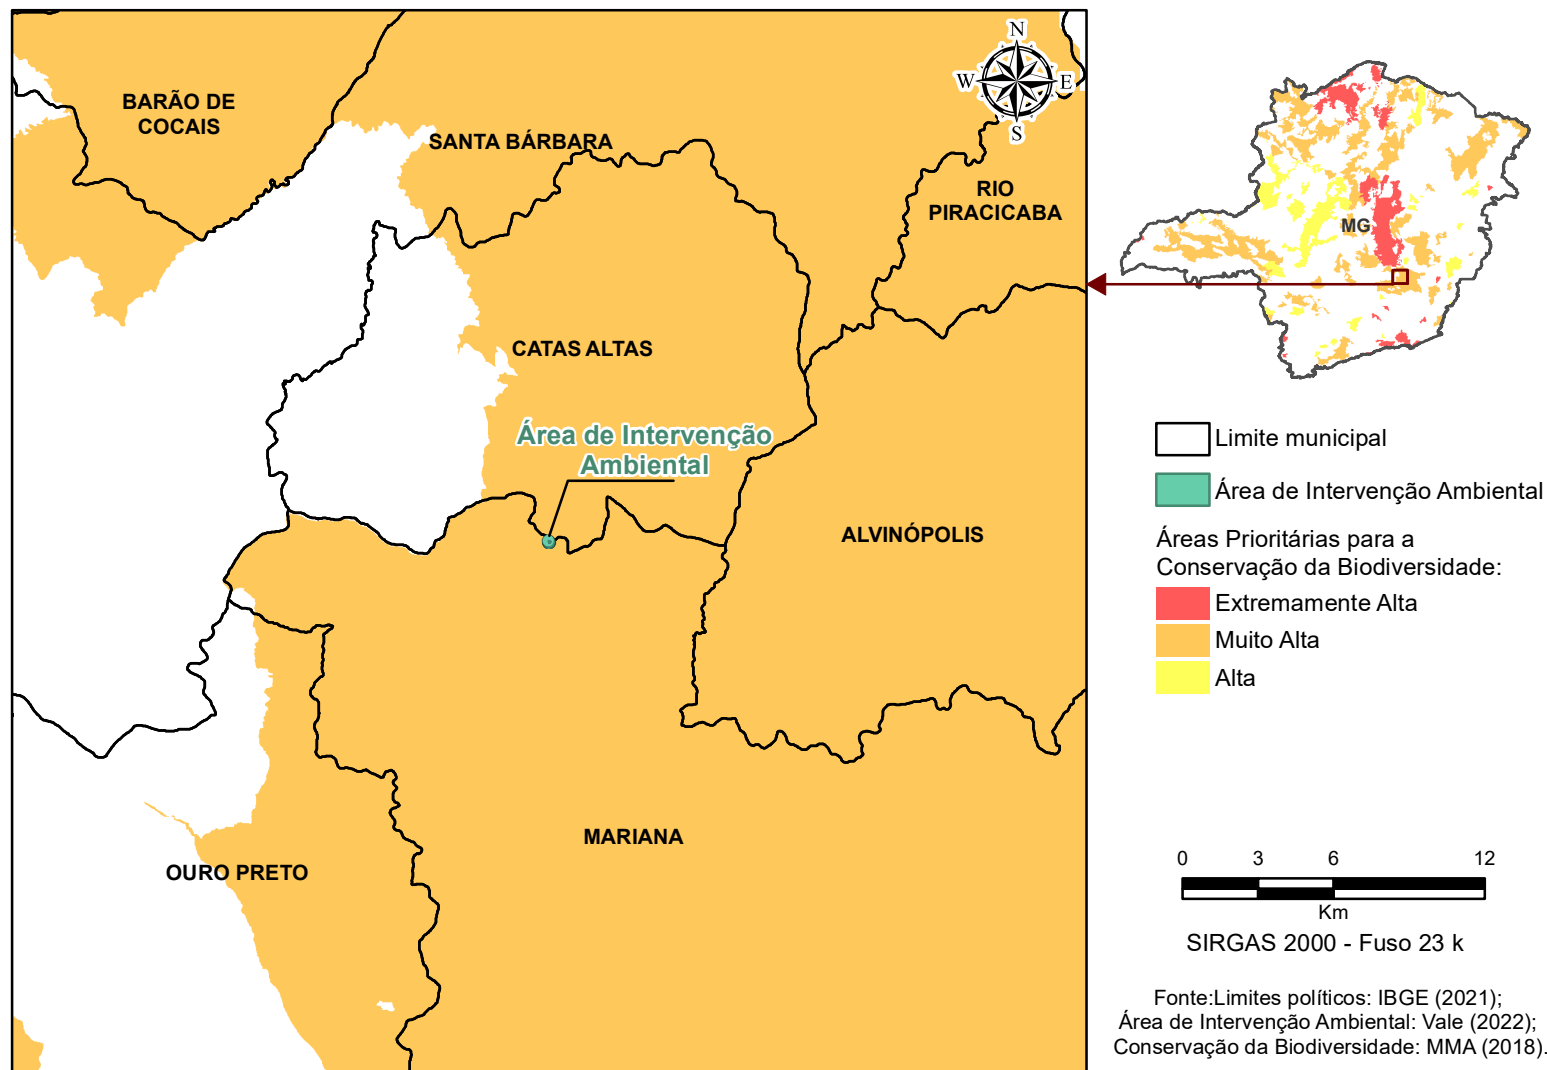 BARÃO DE
COCAIS
SANTA BÁRBARA
N
W
E
S
RIO
PIRACICABA
CATAS ALTAS
Área de Intervenção
Ambiental
ALVINÓPOLIS
MARIANA
OURO PRETO
MG
Limite municipal
Área de Intervenção Ambiental
Áreas Prioritárias para a
Conservação da Biodiversidade:
Extremamente Alta
Muito Alta
Alta
0 3 6 12
Km
SIRGAS 2000 - Fuso 23 k
Fonte:Limites políticos: IBGE (2021);
Área de Intervenção Ambiental: Vale (2022);
Conservação da Biodiversidade: MMA (2018).